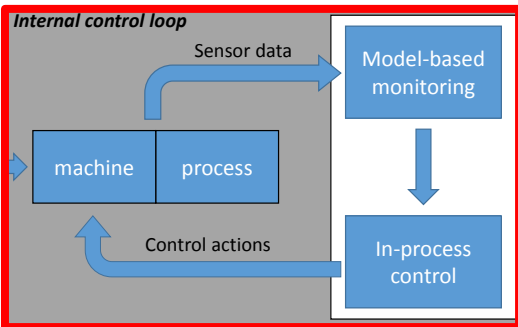 Internal control loop
Sensor data
Model-based
monitoring
machine
process
Control actions
In-process
control